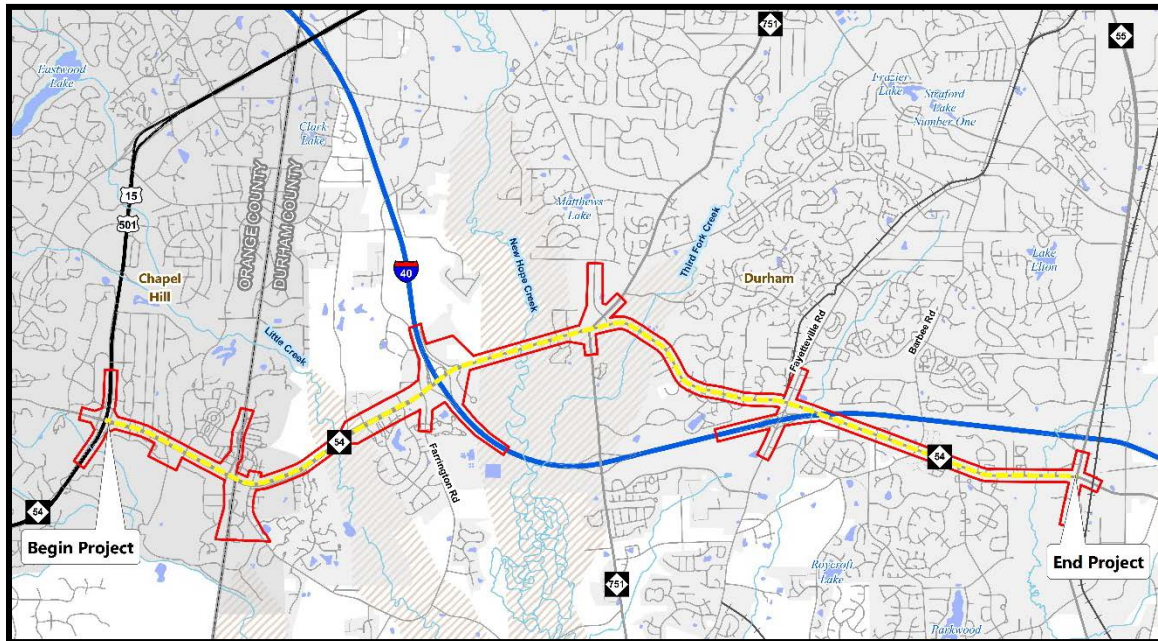 751
55
Eastwood
Lake
Frazier
Lake
Straford
Lake
Number One
Clark
Lake
15
501
ORANGE COUNTY
DURHAM COUNTY
Matthews
Lake
Third Fork Creek
New Hope Creek
40
Chapel
Hill
Durham
Lake
Elton
Little Creek
Fayetteville Rd
Barbee Rd
54
Farrington Rd
54
54
Begin Project
End Project
Roycroft
Lake
751
Parkwood